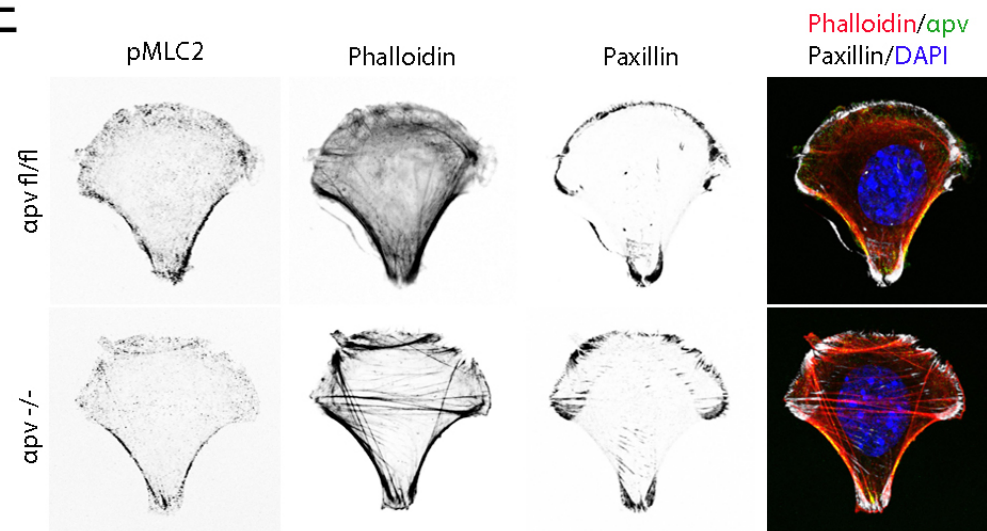 Phalloidin/αpv
pMLC2 Phalloidin Paxillin Paxillin/DAPI
αpv fl/fl
αpv -/-